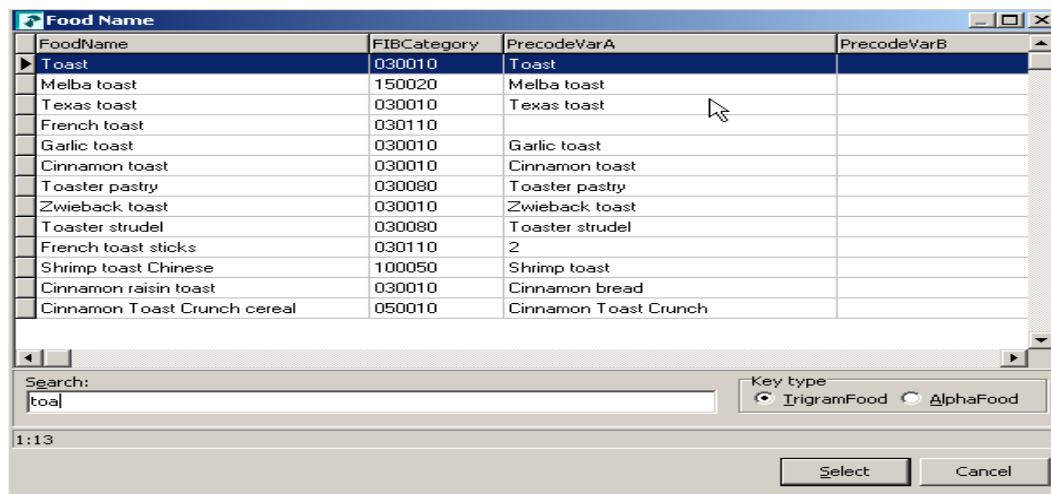 Food Name
FoodName FIBCategory PrecodeVarA PrecodeVarB
Toast 030010 Toast
Melba toast 150020 Melba toast
Texas toast 030010 Texas toast
French toast 030110
Garlic toast 030010 Garlic toast
Cinnamon toast 030010 Cinnamon toast
Toaster pastry 030080 Toaster pastry
Zwieback toast 030010 Zwieback toast
Toaster strudel 030080 Toaster strudel
French toast sticks 030110 2
Shrimp toast Chinese 100050 Shrimp toast
Cinnamon raisin toast 030010 Cinnamon bread
Cinnamon Toast Crunch cereal 050010 Cinnamon Toast Crunch
Search: Key type
toa TrigramFood AlphaFood
1:13
Select Cancel